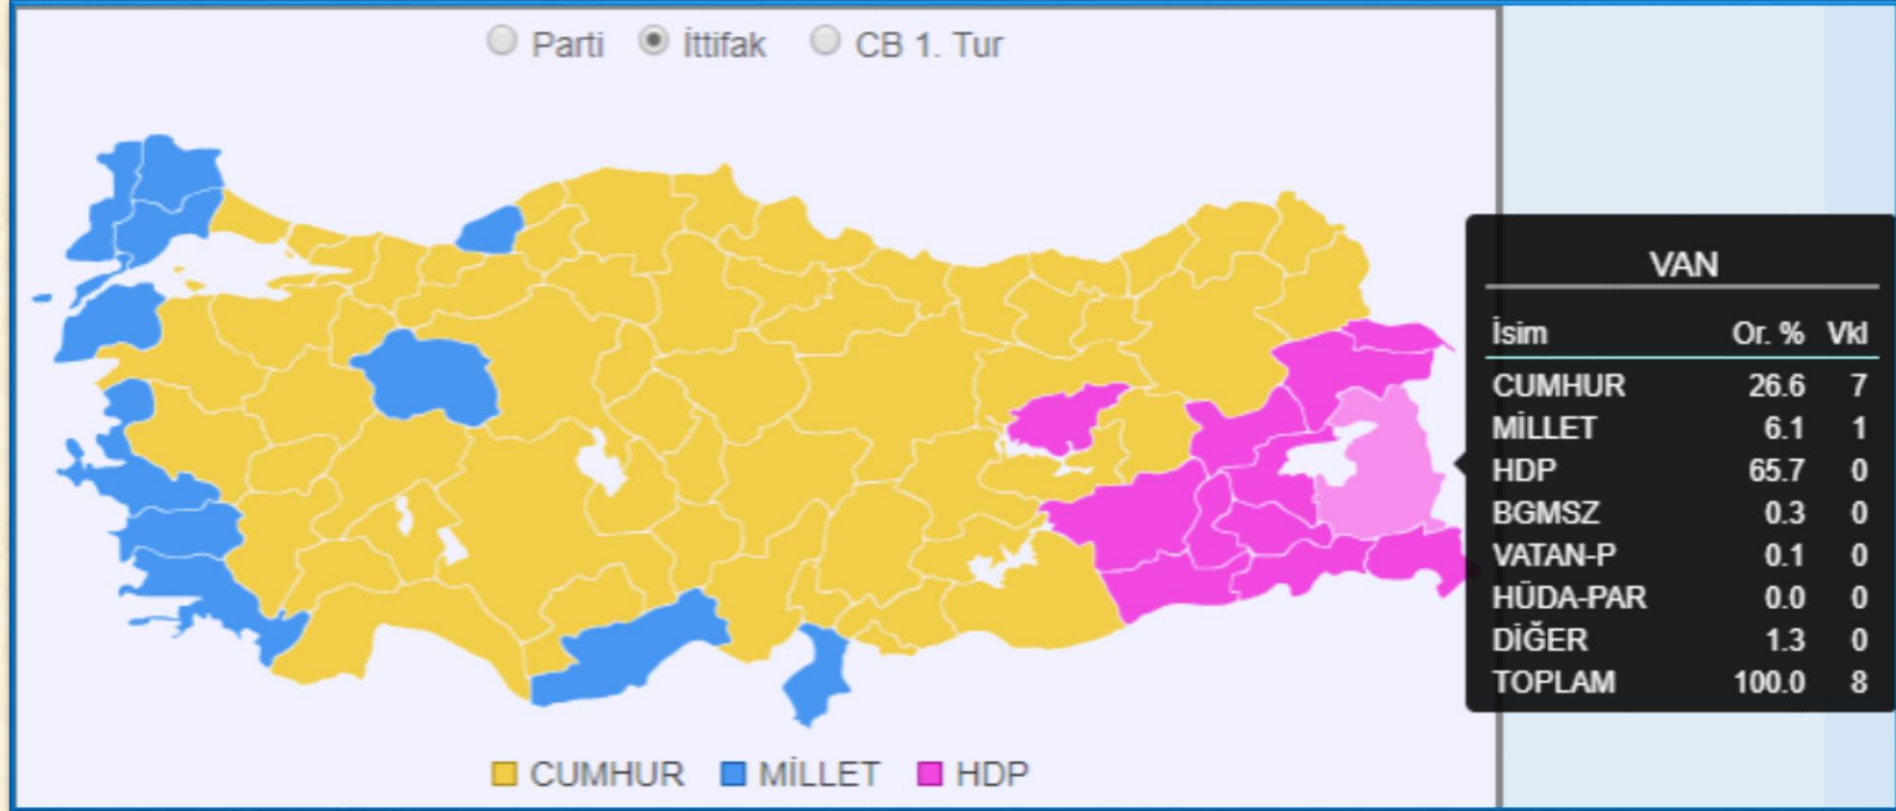 Parti İttifak CB 1. Tur
VAN
İsim Or. % Vkl
CUMHUR 26.6 7
MİLLET 6.1 1
HDP 65.7 0
BGMSZ 0.3 0
VATAN-P 0.1 0
HÜDA-PAR 0.0 0
DİĞER 1.3 0
TOPLAM 100.0 8
CUMHUR MİLLET HDP